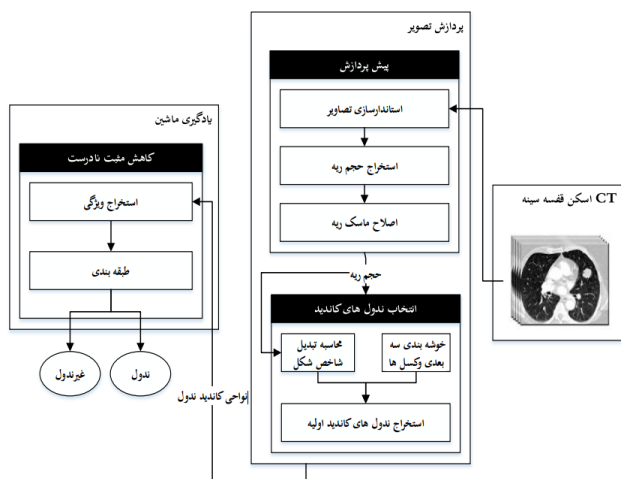 پردازش تصویر
پیش پردازش
استاندارسازی تصاویر
استخراج حجم ریه
اصلاح ماسک ریه
حجم ریه
انتخاب ندول های کاندید
خوشه بندی سه
بعدی وکسل ها
محاسبه تبدیل
شاخص شکل
استخراج ندول های کاندید اولیه
CT اسکن قفسه سینه
یادگیری ماشین
کاهش مثبت نادرست
استخراج ویژگی
طبقه بندی
ندول
غیرندول
نواحی کاندید ندول